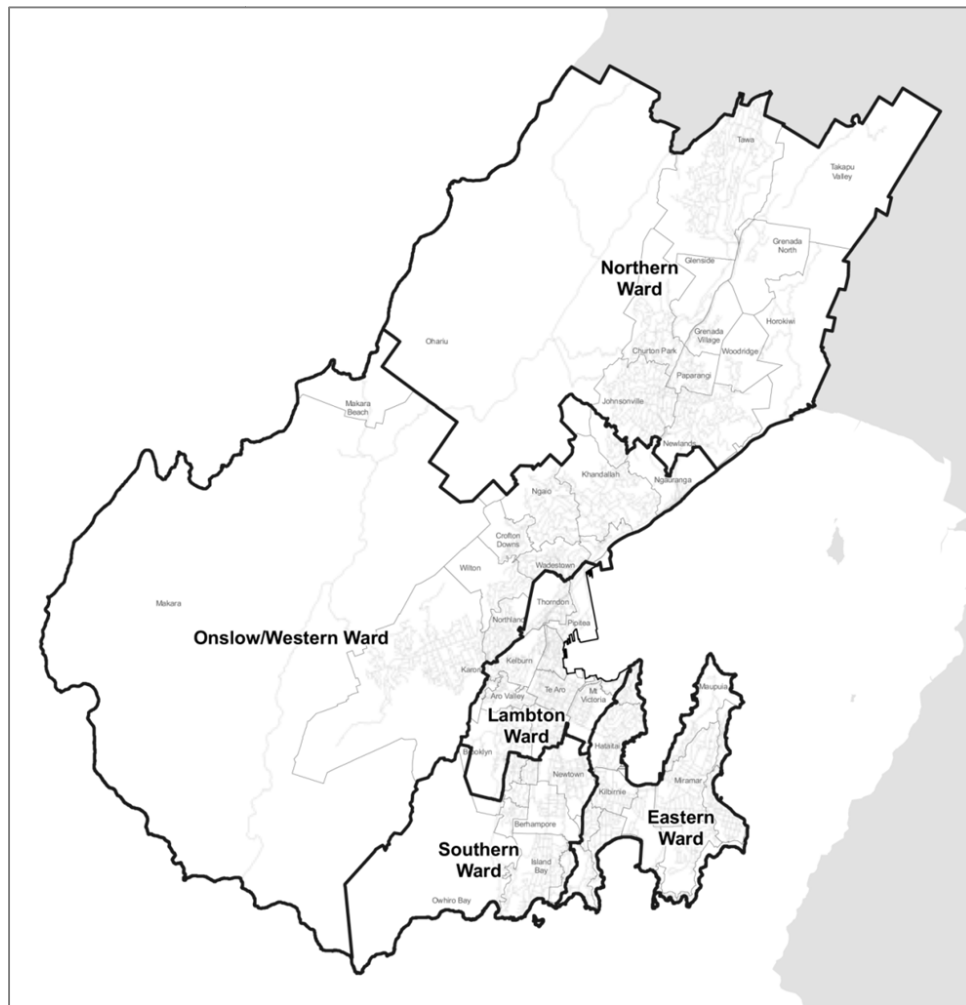 Tawa
Takapu
Valley
Grenada
North
Glenside
Northern
Ward
Horokiwi
Grenada
Village
Ohariu
Churton Park
Woodridge
Paparangi
Makara
Beach
Johnsonville
Newlands
Khandallah
Ngauranga
Ngaio
Crofton
Downs
Wadestown
Wilton
Makara
Thorndon
Northland
Pipitea
Onslow/Western Ward
Kelburn
Karori
Maupuia
Aro Valley
Te Aro
Mt
Victoria
Lambton
Ward
Hataitai
Brooklyn
Newtown
Miramar
Kilbirnie
Eastern
Ward
Berhampore
Southern
Ward
Island
Bay
Owhiro Bay